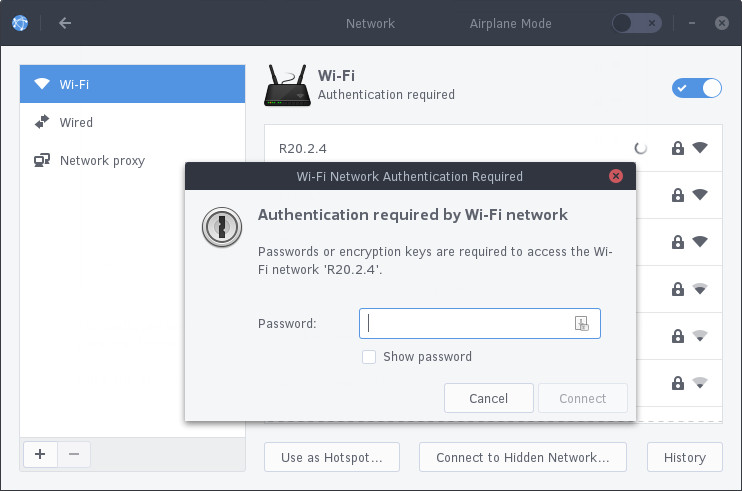 Network
Airplane Mode
Wi-Fi
Wired
Network proxy
Wi-Fi
Authentication required
R20.2.4
Wi-Fi Network Authentication Required
Authentication required by Wi-Fi network
Passwords or encryption keys are required to access the Wi-
Fi network 'R20.2.4'.
Password:
Show password
Cancel
Connect
Use as Hotspot...
Connect to Hidden Network...
History